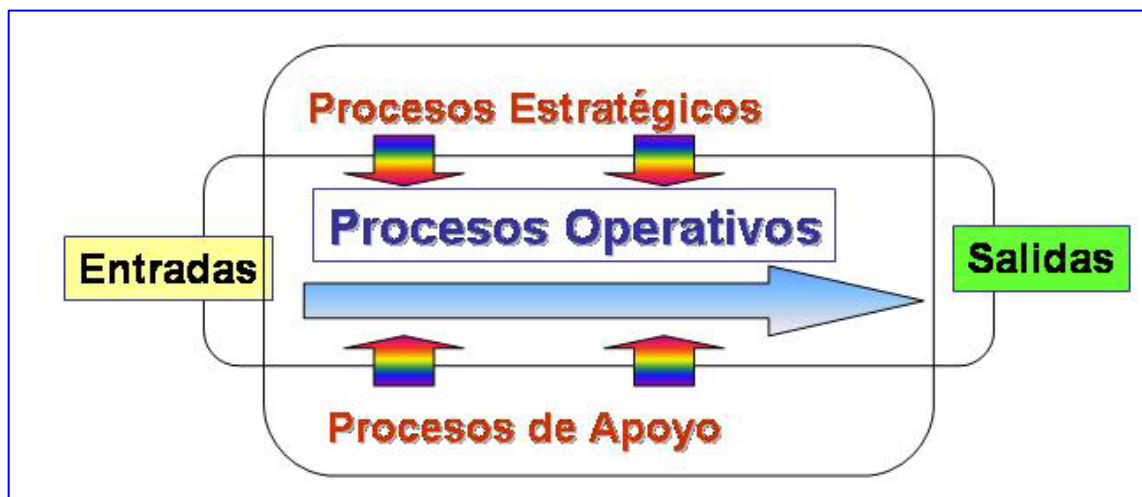 Procesos Estratégicos
Procesos Operativos
Entradas
Salidas
Procesos de Apoyo